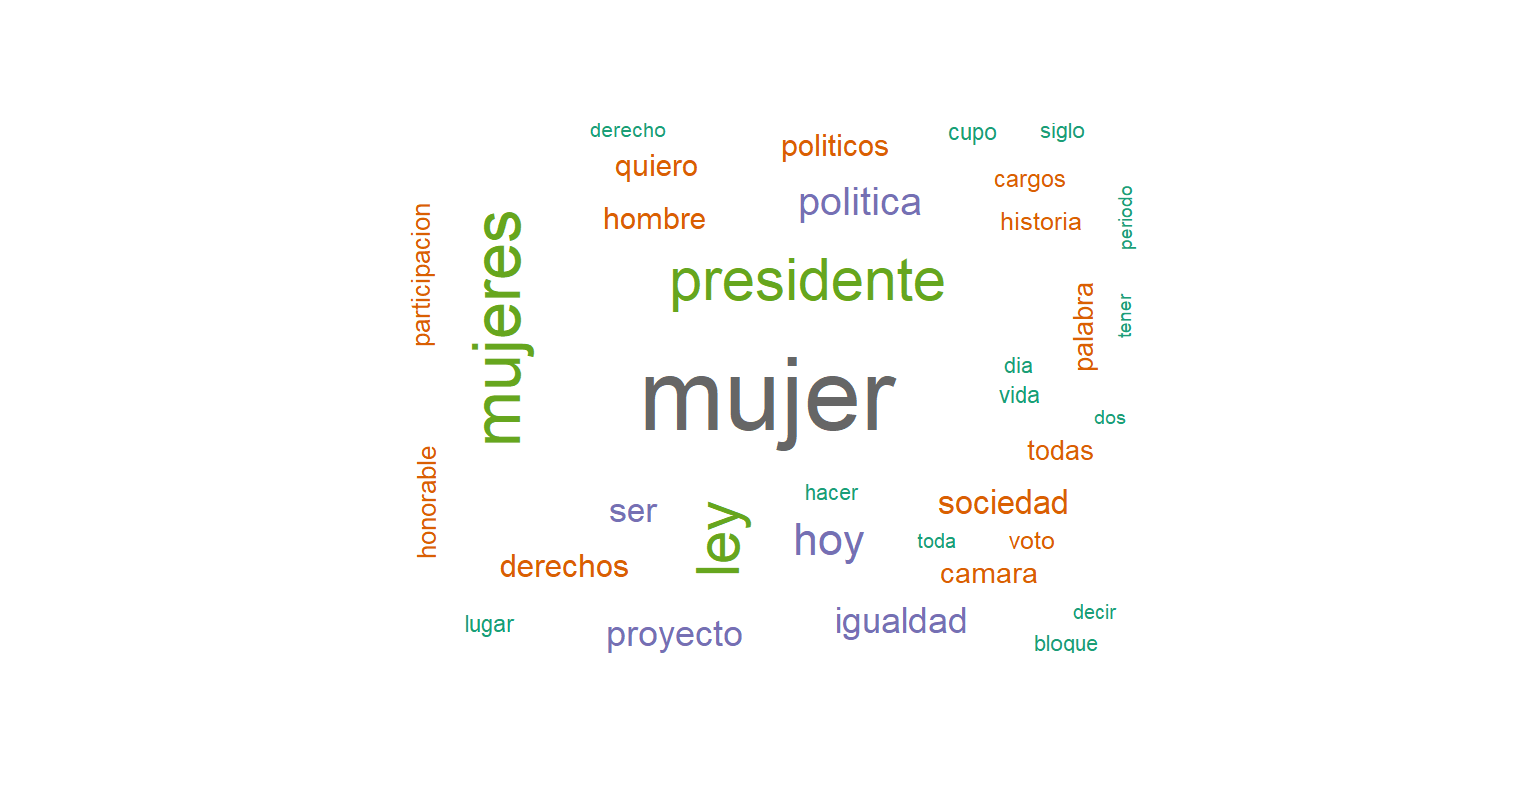 derecho
politicos
cupo
siglo
quiero
cargos
politica
hombre
historia
periodo
participacion
mujeres
presidente
palabra
tener
mujer
dia
vida
dos
todas
honorable
ser
ley
hacer
sociedad
hoy
toda
voto
derechos
camara
lugar
proyecto
igualdad
decir
bloque